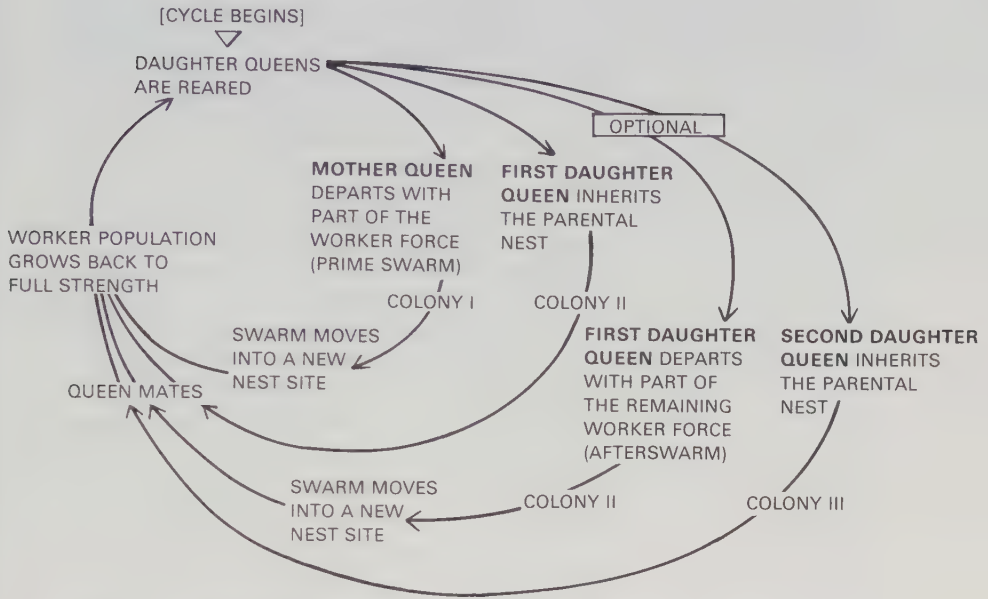 [CYCLE BEGINS]
DAUGHTER QUEENS
ARE REARED
OPTIONAL
MOTHER QUEEN
DEPARTS WITH
PART OF THE
WORKER FORCE
(PRIME SWARM)
FIRST DAUGHTER
QUEEN INHERITS
THE PARENTAL
NEST
WORKER POPULATION
GROWS BACK TO
FULL STRENGTH
COLONY I
COLONY II
SWARM MOVES
INTO A NEW
NEST SITE
FIRST DAUGHTER
QUEEN DEPARTS
WITH PART OF
THE REMAINING
WORKER FORCE
(AFTERSWARM)
SECOND DAUGHTER
QUEEN INHERITS
THE PARENTAL
NEST
QUEEN MATES
SWARM MOVES
INTO A NEW
NEST SITE
COLONY II
COLONY III